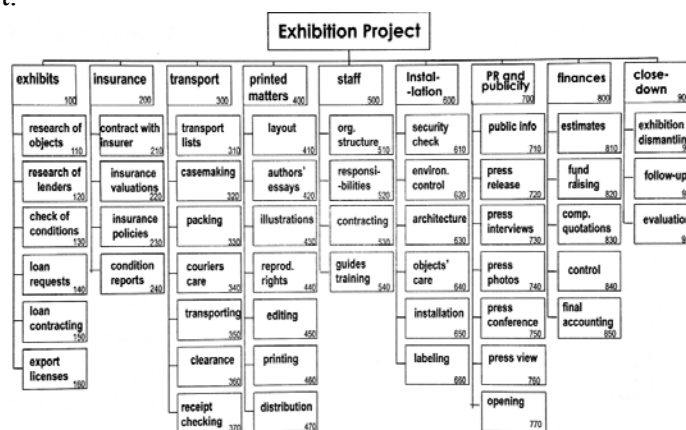 t.
Exhibition Project
exhibits
100
research of
objects
110
research of
lenders
120
check of
conditions
130
loan
requests
140
loan
contracting
150
export
licenses
160
insurance
200
contract with
insurer
210
insurance
valuations
220
insurance
policies
230
condition
reports
240
transport
300
transport
lists
310
casemaking
320
packing
330
couriers
care
340
transporting
350
clearance
360
receipt
checking
370
printed
matters
400
layout
410
authors'
essays
420
illustrations
430
reprod.
rights
440
editing
450
printing
460
distribution
470
staff
500
org.
structure
510
responsi-
-bilities
520
contracting
530
guides
training
540
Instal-
-lation
600
security
check
610
environ.
control
620
architecture
630
objects'
care
640
installation
650
labeling
660
PR and
publicity
700
public info
710
press
release
720
press
interviews
730
press
photos
740
press
conference
750
press view
760
opening
770
finances
800
estimates
810
fund
raising
820
comp.
quotations
830
control
840
final
accounting
850
close-
down
90
exhibition
dismantling
9
follow-up
9
evaluation
9